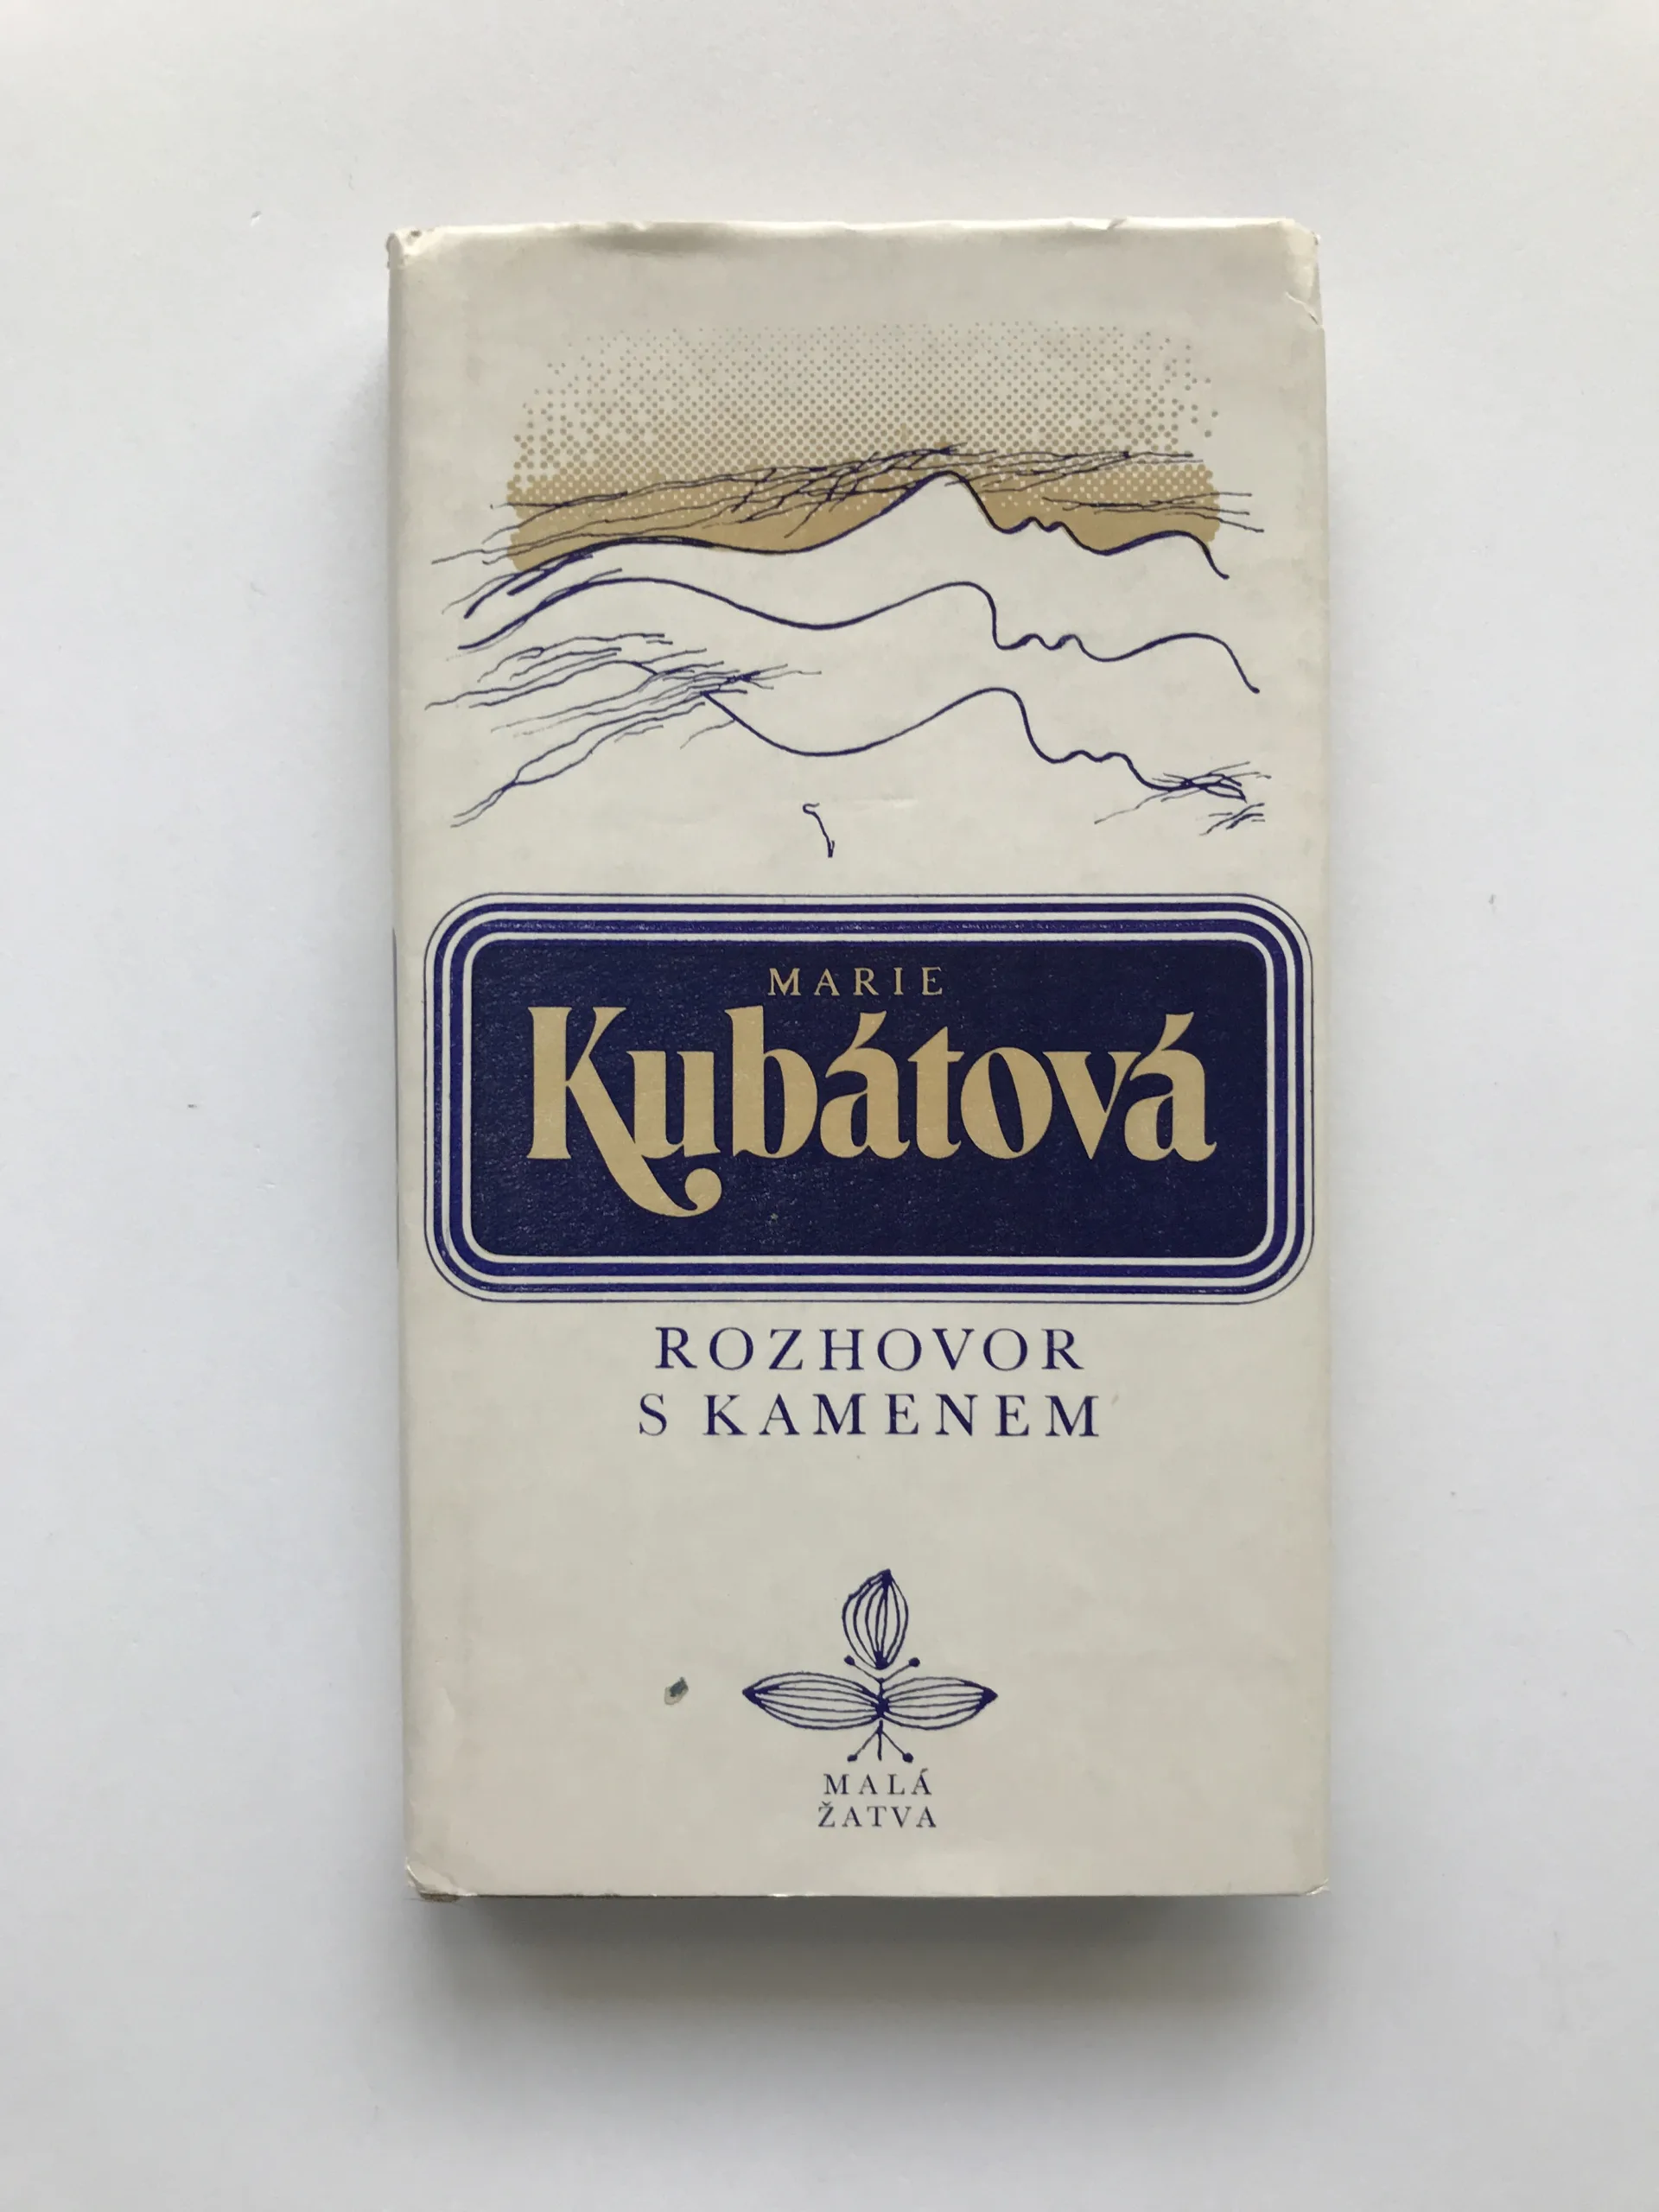 MARIE
Kubátová
ROZHOVOR
S KAMENEM
MALÁ
ŽATVA